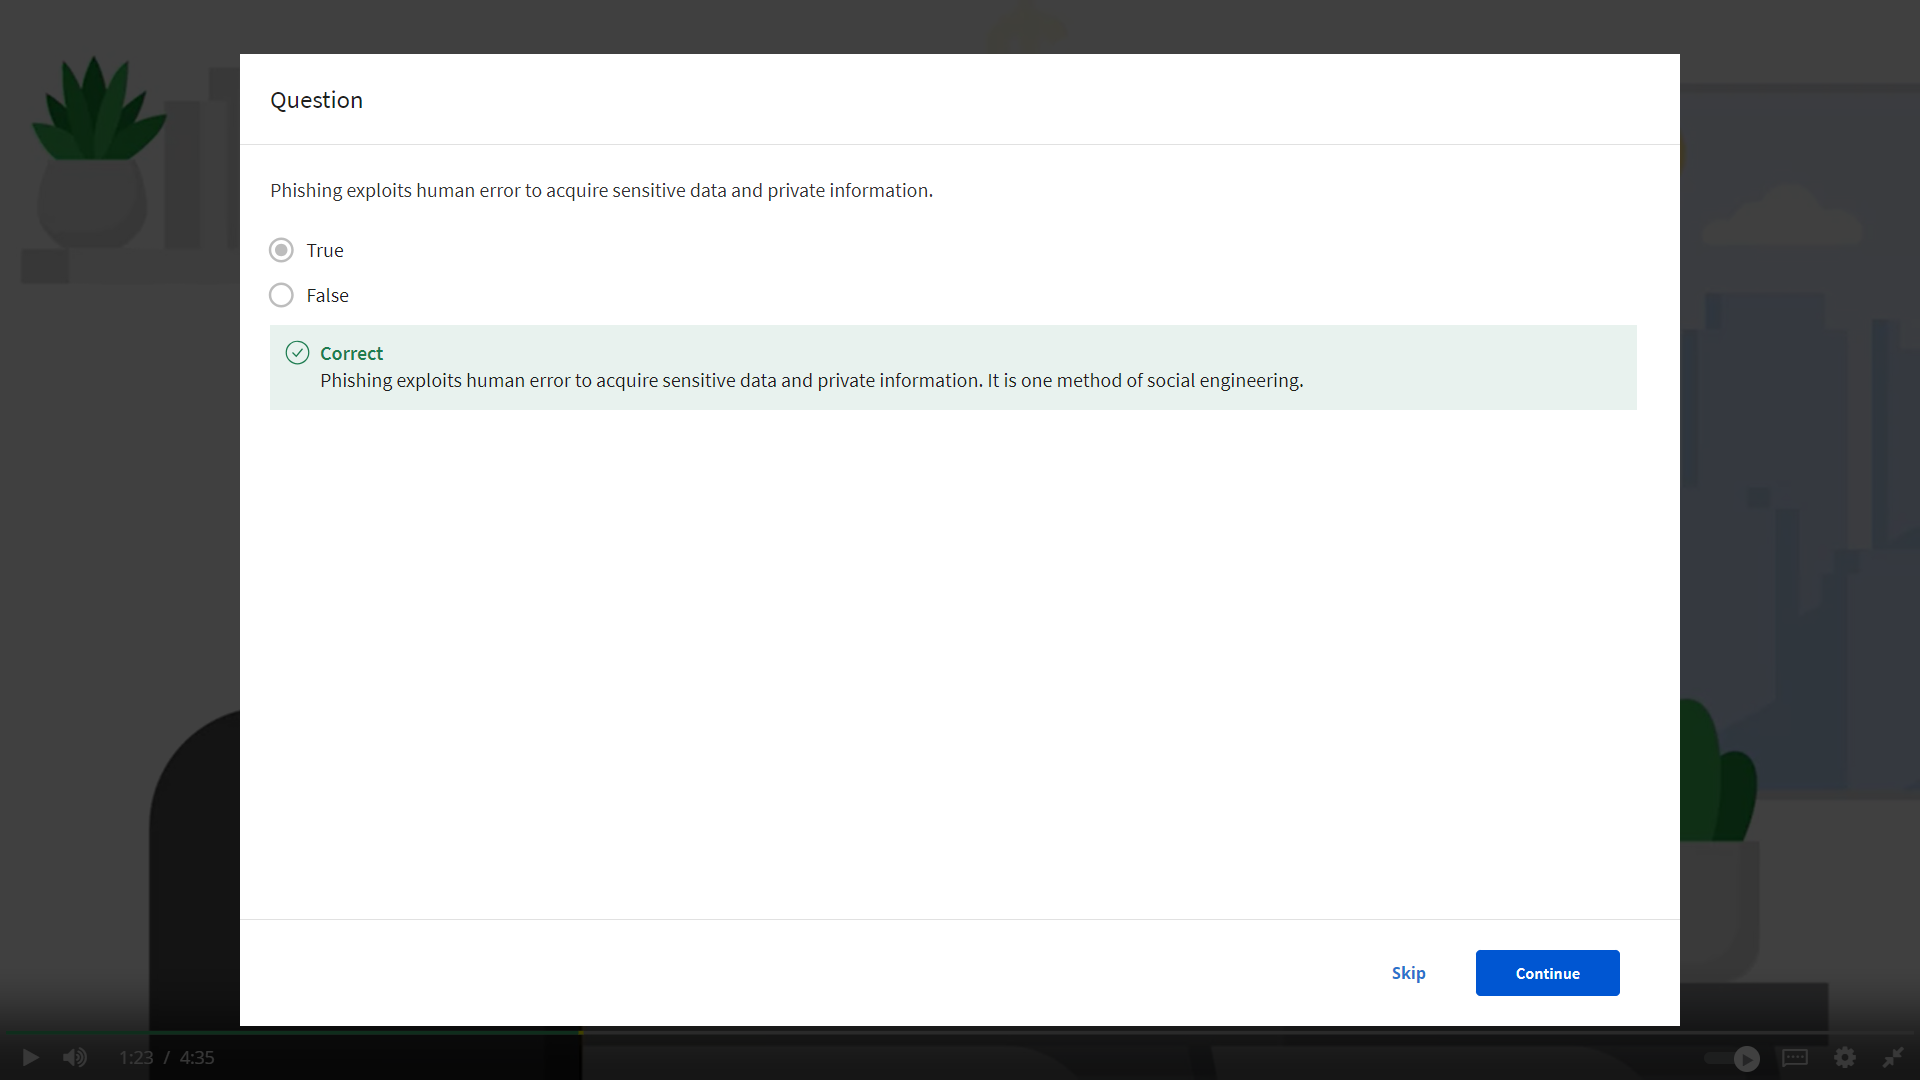 Question
Phishing exploits human error to acquire sensitive data and private information.
True
False
Correct
Phishing exploits human error to acquire sensitive data and private information. It is one method of social engineering.
Skip
Continue
1:23 / 4:35